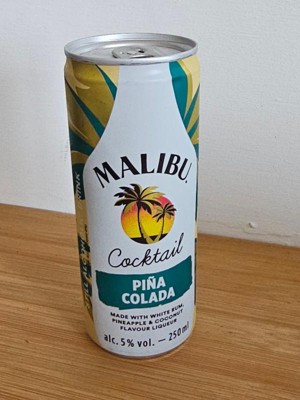 MALIBU
Cocktail
PIÑA
COLADA
MADE WITH WHITE RUM,
PINEAPPLE & COCONUT
FLAVOUR LIQUEUR
alc. 5% vol. — 250ml